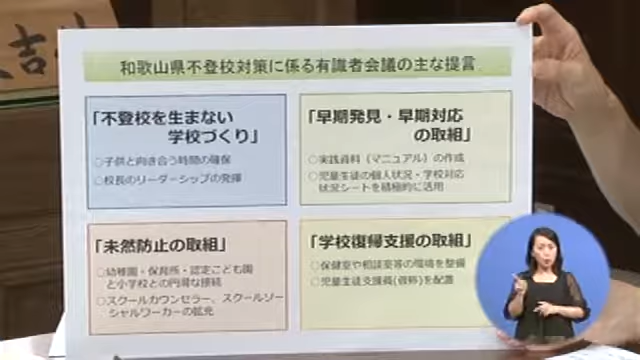 和歌山県不登校対策に係る有識者会議の主な提言
「不登校を生まない
学校づくり」
○子供と向き合う時間の確保
○校長のリーダーシップの発揮
「早期発見・早期対応
の取組」
○実践資料（マニュアル）の作成
○児童生徒の個人状況・学校対応
状況シートを積極的に活用
「未然防止の取組」
○幼稚園・保育所・認定こども園
と小学校との円滑な接続
○スクールカウンセラー、スクールソー
シャルワーカーの拡充
「学校復帰支援の取組」
○保健室や相談室等の環境を整備
○児童生徒支援員(仮称)を配置